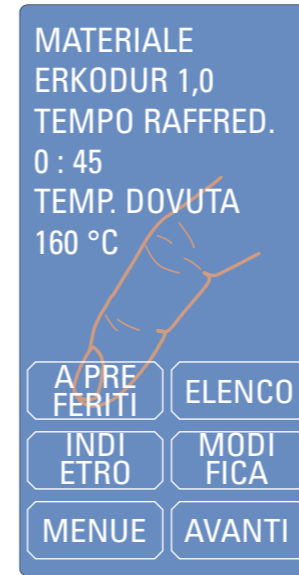 MATERIALE
ERKODUR 1,0
TEMPO RAFFRED.
0 : 45
TEMP. DOVUTA
160 °C
A PRE
FERITI
ELENCO
INDI
ETRO
MODI
FICA
MENUE
AVANTI